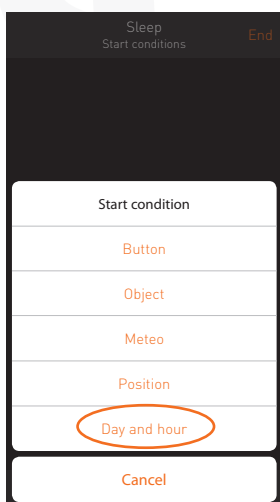 Sleep
Start conditions
End
Start condition
Button
Object
Meteo
Position
Day and hour
Cancel